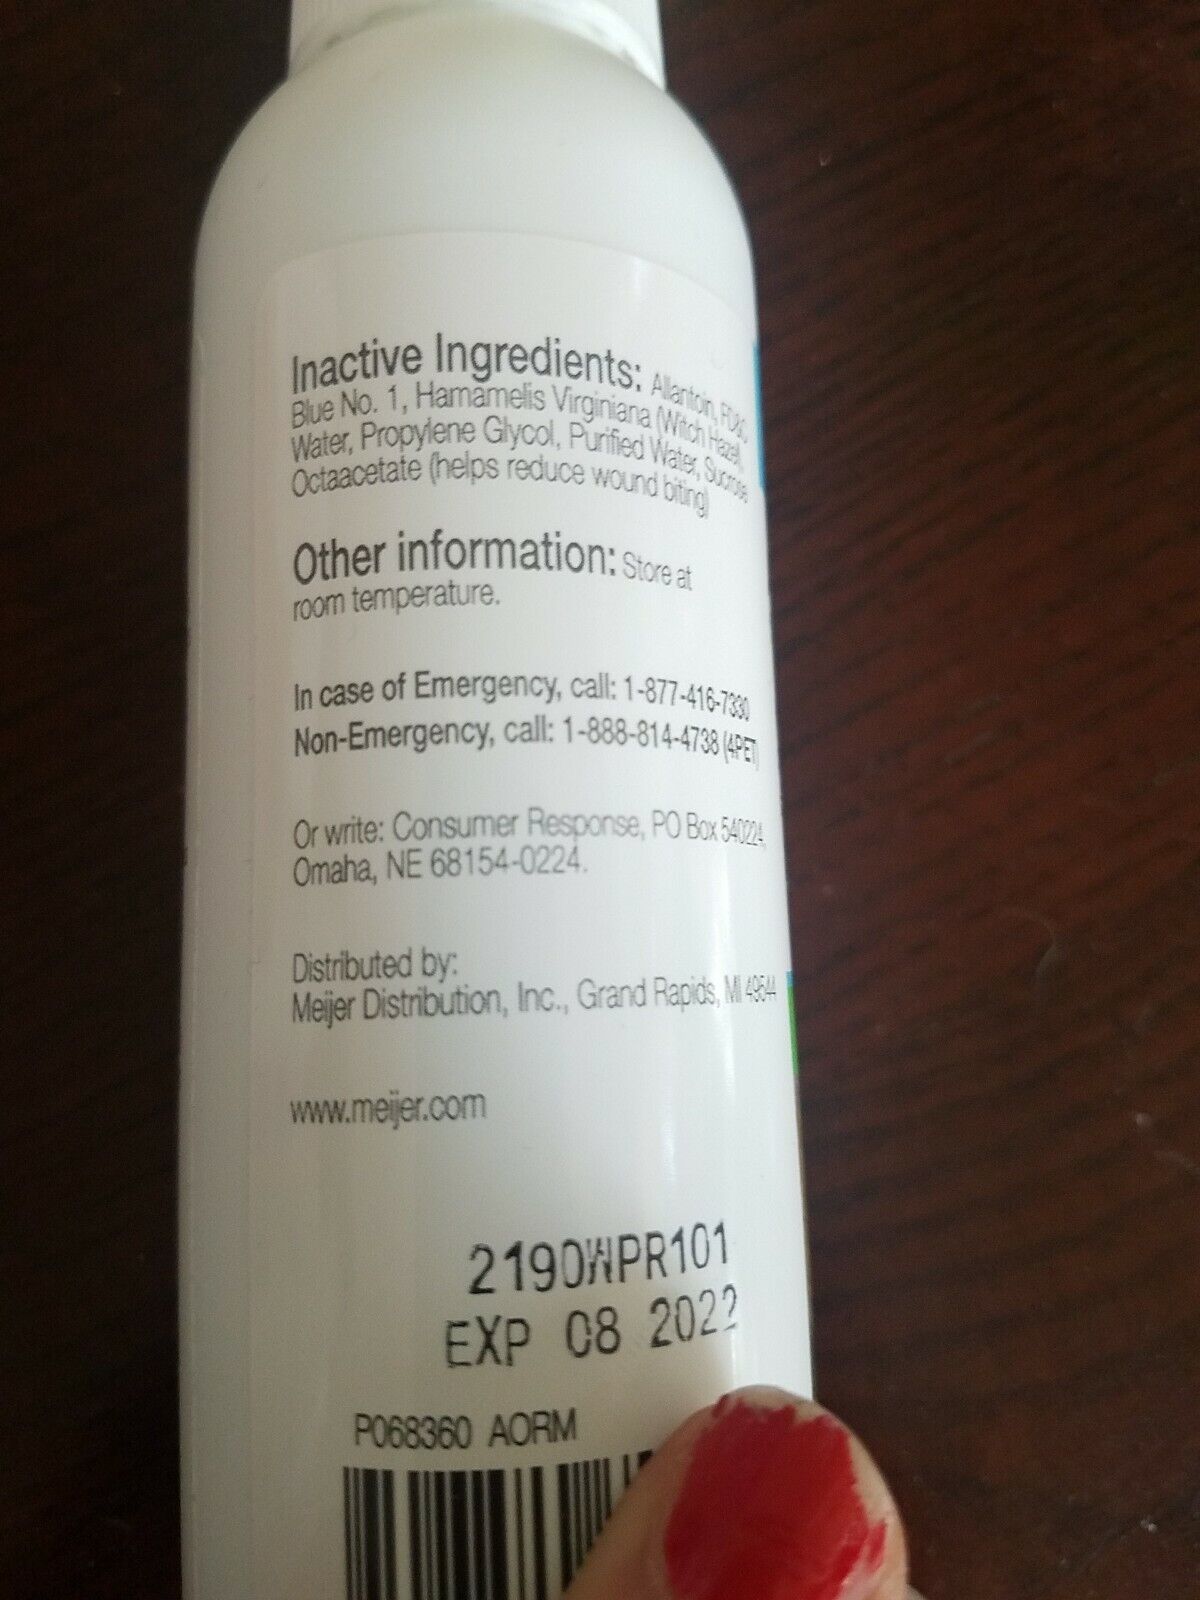 Inactive Ingredients: Allantoin, FD&C
Blue No. 1, Hamamelis Virginiana (Witch Hazel),
Water, Propylene Glycol, Purified Water, Sucrose
Octaacetate (helps reduce wound biting)
Other information: Store at
room temperature.
In case of Emergency, call: 1-877-416-7330
Non-Emergency, call: 1-888-814-4738 (4PET)
Or write: Consumer Response, PO Box 540224,
Omaha, NE 68154-0224.
Distributed by:
Meijer Distribution, Inc., Grand Rapids, MI 49544
www.meijer.com
2190WPR101
EXP 08 2022
P068360 AORM